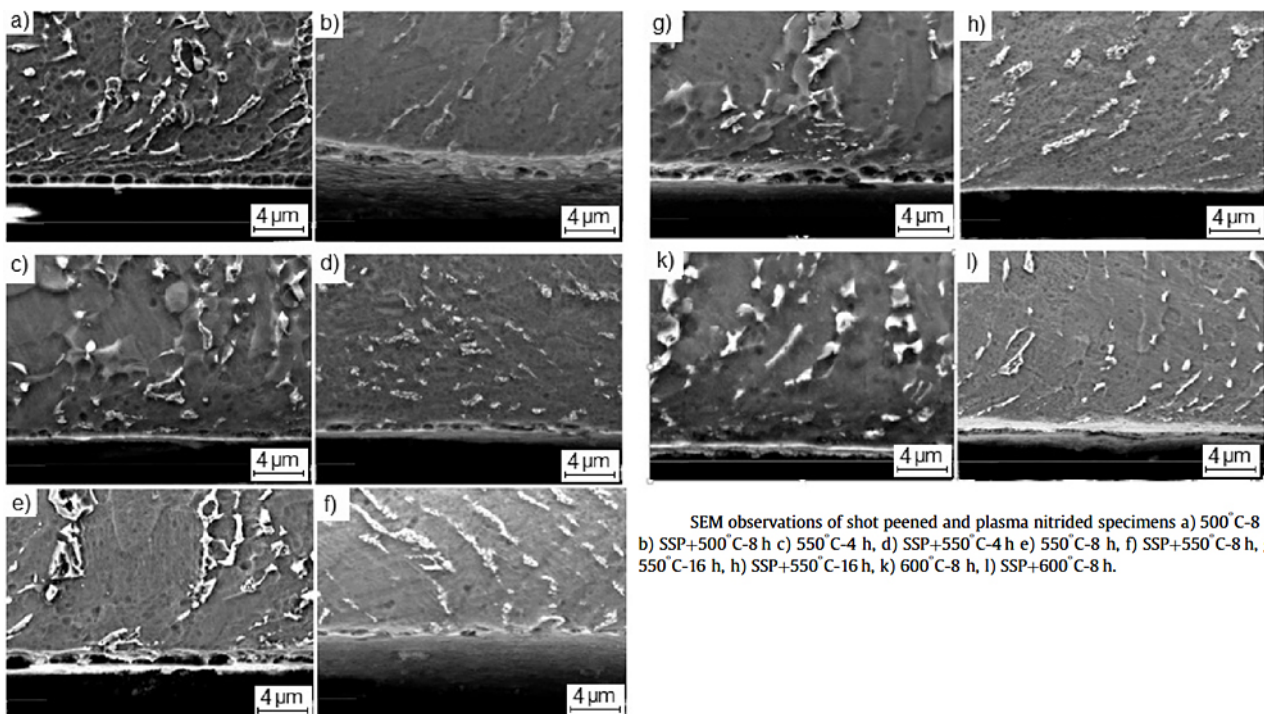 a)
b)
4 µm
4 µm
c)
d)
4 µm
4 µm
e)
f)
4 µm
4 µm
g)
h)
4 µm
4 µm
k)
l)
4 µm
4 µm
SEM observations of shot peened and plasma nitrided specimens a) 500°C-8
b) SSP+500°C-8 h c) 550°C-4 h, d) SSP+550°C-4 h e) 550°C-8 h, f) SSP+550°C-8 h,
550°C-16 h, h) SSP+550°C-16 h, k) 600°C-8 h, l) SSP+600°C-8 h.